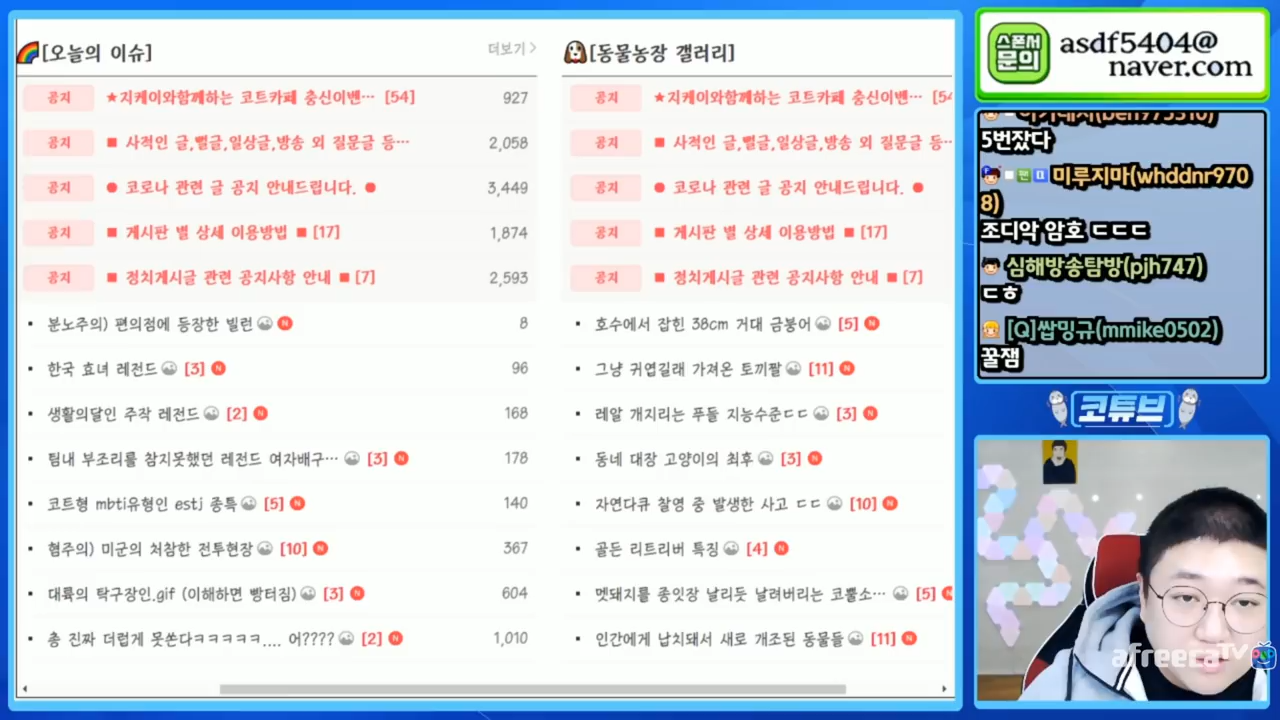 [오늘의 이슈]
더보기 >
공지 ★지케이와함께하는 코트카페 충신이벤… [54] 927
공지 ■ 사적인 글,뻘글,일상글,방송 외 질문글 등… 2,058
공지 ● 코로나 관련 글 공지 안내드립니다. ● 3,449
공지 ■ 게시판 별 상세 이용방법 ■ [17] 1,874
공지 ■ 정치게시글 관련 공지사항 안내 ■ [7] 2,593
· 분노주의) 편의점에 등장한 빌런 N 8
· 한국 효녀 레전드 [3] N 96
· 생활의달인 주작 레전드 [2] N 168
· 팀내 부조리를 참지못했던 레전드 여자배구… [3] N 178
· 코트형 mbti유형인 estj 종특 [5] N 140
· 혐주의) 미군의 처참한 전투현장 [10] N 367
· 대륙의 탁구장인.gif (이해하면 빵터짐) [3] N 604
· 총 진짜 더럽게 못쏜다ㅋㅋㅋㅋㅋ.... 어???? [2] N 1,010
[동물농장 갤러리]
공지 ★지케이와함께하는 코트카페 충신이벤… [54
공지 ■ 사적인 글,뻘글,일상글,방송 외 질문글 등…
공지 ● 코로나 관련 글 공지 안내드립니다. ●
공지 ■ 게시판 별 상세 이용방법 ■ [17]
공지 ■ 정치게시글 관련 공지사항 안내 ■ [7]
· 호수에서 잡힌 38cm 거대 금붕어 [5] N
· 그냥 귀엽길래 가져온 토끼짤 [11] N
· 레알 개지리는 푸들 지능수준ㄷㄷ [3] N
· 동네 대장 고양이의 최후 [3] N
· 자연다큐 촬영 중 발생한 사고 ㄷㄷ [10] N
· 골든 리트리버 특징 [4] N
· 멧돼지를 종잇장 날리듯 날려버리는 코뿔소… [5] N
· 인간에게 납치돼서 새로 개조된 동물들 [11] N
스폰서
문의
asdf5404@
naver.com
5번잤다
팬 미루지마(whddnr970
8)
조디악 암호 ㄷㄷㄷ
심해방송탐방(pjh747)
ㄷㅎ
[Q]쌉밍규(mmike0502)
꿀잼
코튜브
afreecaTV